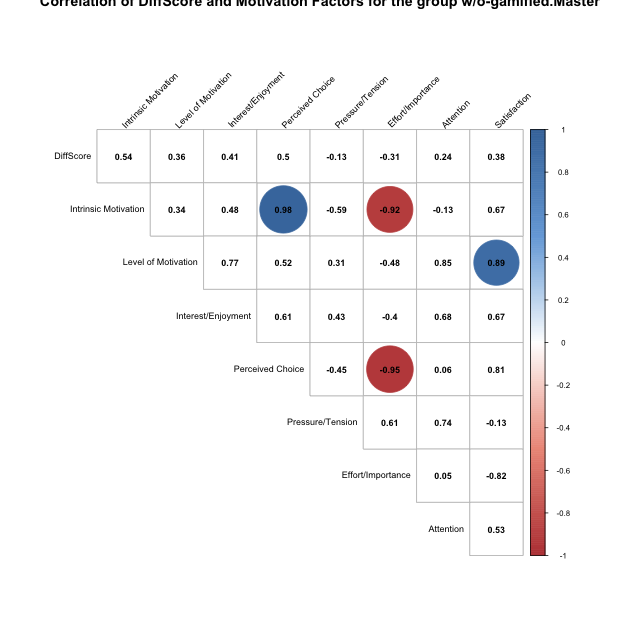 Correlation of DiffScore and Motivation Factors for the group w/o-gamified.Master
Intrinsic Motivation
Level of Motivation
Interest/Enjoyment
Perceived Choice
Pressure/Tension
Effort/Importance
Attention
Satisfaction
DiffScore 0.54 0.36 0.41 0.5 -0.13 -0.31 0.24 0.38
Intrinsic Motivation 0.34 0.48 0.98 -0.59 -0.92 -0.13 0.67
Level of Motivation 0.77 0.52 0.31 -0.48 0.85 0.89
Interest/Enjoyment 0.61 0.43 -0.4 0.68 0.67
Perceived Choice -0.45 -0.95 0.06 0.81
Pressure/Tension 0.61 0.74 -0.13
Effort/Importance 0.05 -0.82
Attention 0.53
1
0.8
0.6
0.4
0.2
0
-0.2
-0.4
-0.6
-0.8
-1